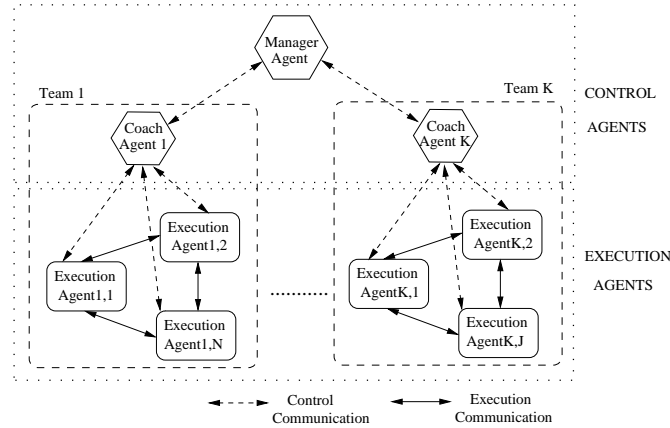 Manager
Agent
Team 1
Team K
CONTROL
AGENTS
Coach
Agent 1
Coach
Agent K
Execution
Agent1,2
Execution
AgentK,2
Execution
Agent1,1
Execution
AgentK,1
EXECUTION
AGENTS
Execution
Agent1,N
Execution
AgentK,J
Control
Communication
Execution
Communication